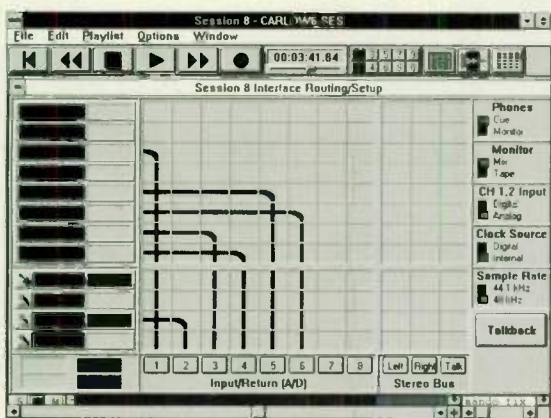 Session 8 - CARLOW6.SES
File Edit Playlist Options Window
00:03:41.64
Session 8 Interface Routing/Setup
Phones
Cue
Monitor
Monitor
Mix
Tape
CH 1,2 Input
Digital
Analog
Clock Source
Digital
Internal
Sample Rate
44.1 kHz
48 kHz
Talkback
1 2 3 4 5 6 7 8 Left Right Talk
Input/Return (A/D) Stereo Bus
S M